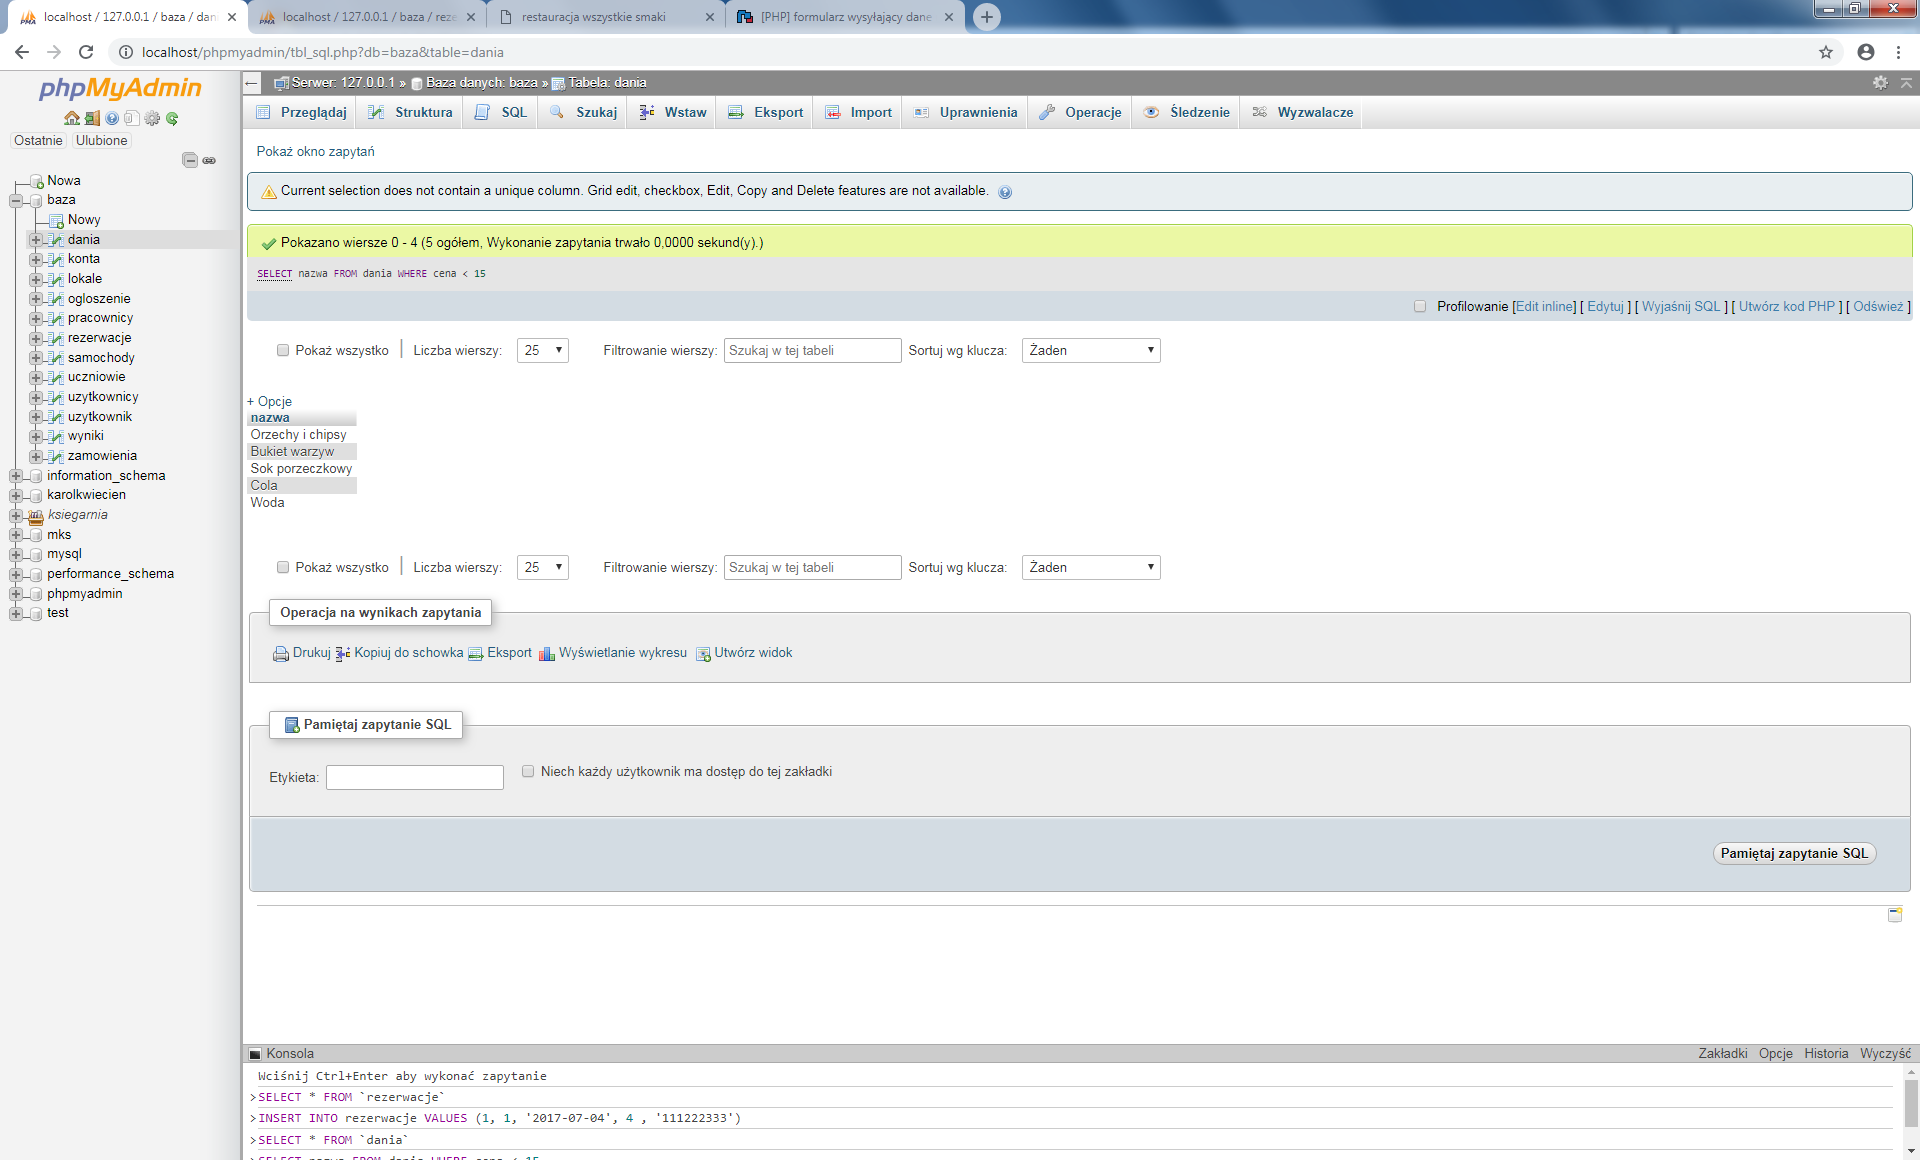 localhost / 127.0.0.1 / baza / dan
localhost / 127.0.0.1 / baza / reze
restauracja wszystkie smaki
[PHP] formularz wysyłający dane
localhost/phpmyadmin/tbl_sql.php?db=baza&table=dania
phpMyAdmin
Ostatnie Ulubione
Nowa
baza
Nowy
dania
konta
lokale
ogloszenie
pracownicy
rezerwacje
samochody
uczniowie
uzytkownicy
uzytkownik
wyniki
zamowienia
information_schema
karolkwiecien
ksiegarnia
mks
mysql
performance_schema
phpmyadmin
test
Serwer: 127.0.0.1 » Baza danych: baza » Tabela: dania
Przeglądaj Struktura SQL Szukaj Wstaw Eksport Import Uprawnienia Operacje Śledzenie Wyzwalacze
Pokaż okno zapytań
Current selection does not contain a unique column. Grid edit, checkbox, Edit, Copy and Delete features are not available.
Pokazano wiersze 0 - 4 (5 ogółem, Wykonanie zapytania trwało 0,0000 sekund(y).)
SELECT nazwa FROM dania WHERE cena < 15
Profilowanie [Edit inline] [ Edytuj ] [ Wyjaśnij SQL ] [ Utwórz kod PHP ] [ Odśwież ]
Pokaż wszystko | Liczba wierszy: 25 Filtrowanie wierszy: Szukaj w tej tabeli Sortuj wg klucza: Żaden
+ Opcje
nazwa
Orzechy i chipsy
Bukiet warzyw
Sok porzeczkowy
Cola
Woda
Pokaż wszystko | Liczba wierszy: 25 Filtrowanie wierszy: Szukaj w tej tabeli Sortuj wg klucza: Żaden
Operacja na wynikach zapytania
Drukuj Kopiuj do schowka Eksport Wyświetlanie wykresu Utwórz widok
Pamiętaj zapytanie SQL
Etykieta: Niech każdy użytkownik ma dostęp do tej zakładki
Pamiętaj zapytanie SQL
Konsola Zakładki Opcje Historia Wyczyść
Wciśnij Ctrl+Enter aby wykonać zapytanie
>SELECT * FROM `rezerwacje`
>INSERT INTO rezerwacje VALUES (1, 1, '2017-07-04', 4 , '111222333')
>SELECT * FROM `dania`
>SELECT nazwa FROM dania WHERE cena < 15